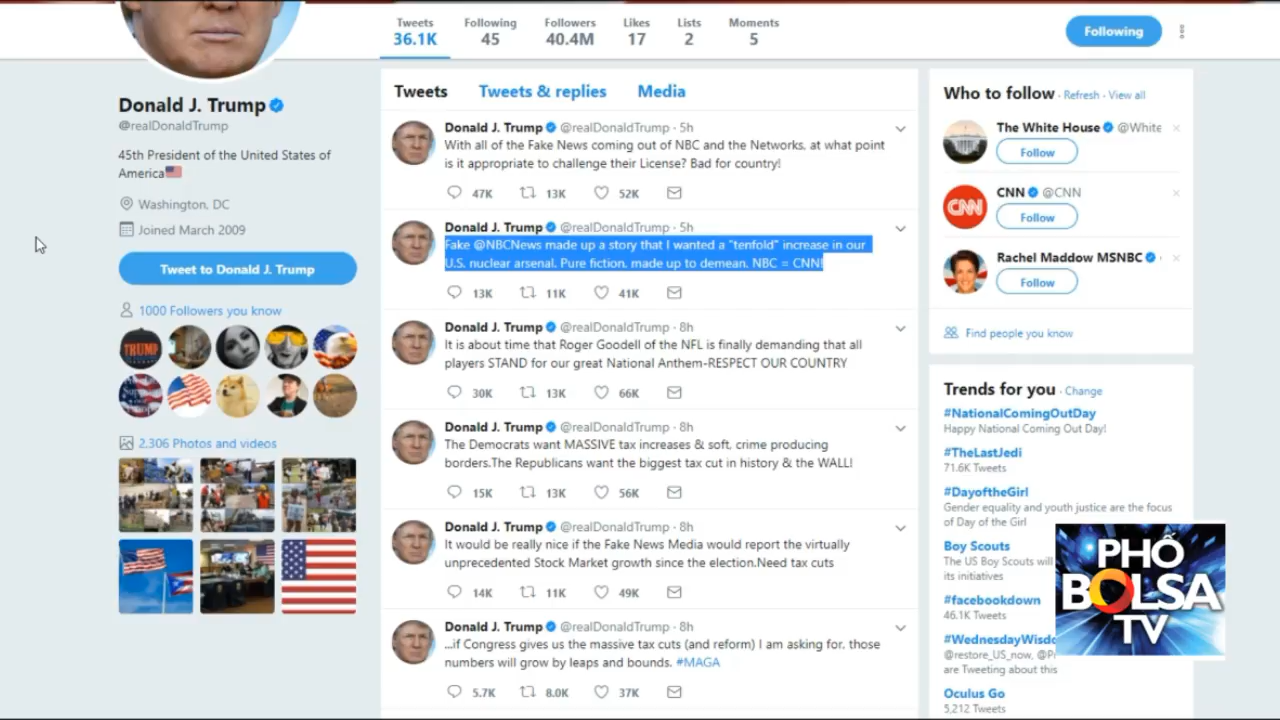 Tweets
36.1K
Following
45
Followers
40.4M
Likes
17
Lists
2
Moments
5
Following
Donald J. Trump
@realDonaldTrump
45th President of the United States of
America
Washington, DC
Joined March 2009
Tweet to Donald J. Trump
1000 Followers you know
TRUMP
2,306 Photos and videos
Tweets Tweets & replies Media
Donald J. Trump @realDonaldTrump · 5h
With all of the Fake News coming out of NBC and the Networks, at what point
is it appropriate to challenge their License? Bad for country!
47K 13K 52K
Donald J. Trump @realDonaldTrump · 5h
Fake @NBCNews made up a story that I wanted a "tenfold" increase in our
U.S. nuclear arsenal. Pure fiction, made up to demean. NBC = CNN!
13K 11K 41K
Donald J. Trump @realDonaldTrump · 8h
It is about time that Roger Goodell of the NFL is finally demanding that all
players STAND for our great National Anthem-RESPECT OUR COUNTRY
30K 13K 66K
Donald J. Trump @realDonaldTrump · 8h
The Democrats want MASSIVE tax increases & soft, crime producing
borders.The Republicans want the biggest tax cut in history & the WALL!
15K 13K 56K
Donald J. Trump @realDonaldTrump · 8h
It would be really nice if the Fake News Media would report the virtually
unprecedented Stock Market growth since the election.Need tax cuts
14K 11K 49K
Donald J. Trump @realDonaldTrump · 8h
...if Congress gives us the massive tax cuts (and reform) I am asking for, those
numbers will grow by leaps and bounds. #MAGA
5.7K 8.0K 37K
Who to follow · Refresh · View all
The White House @White
Follow
CNN @CNN
CNN
Follow
Rachel Maddow MSNBC
Follow
Find people you know
Trends for you · Change
#NationalComingOutDay
Happy National Coming Out Day!
#TheLastJedi
71.6K Tweets
#DayoftheGirl
Gender equality and youth justice are the focus
of Day of the Girl
Boy Scouts
The US Boy Scouts will
its initiatives
#facebookdown
46.1K Tweets
#WednesdayWisdo
@restore_US_now, @P
are Tweeting about this
Oculus Go
5,212 Tweets
PHỐ
BOLSA
TV